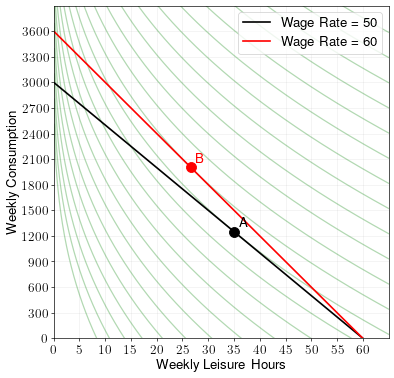 Wage Rate = 50
Wage Rate = 60
Weekly Consumption
3600
3300
3000
2700
2400
2100
1800
1500
1200
900
600
300
0
B
A
0 5 10 15 20 25 30 35 40 45 50 55 60
Weekly Leisure Hours